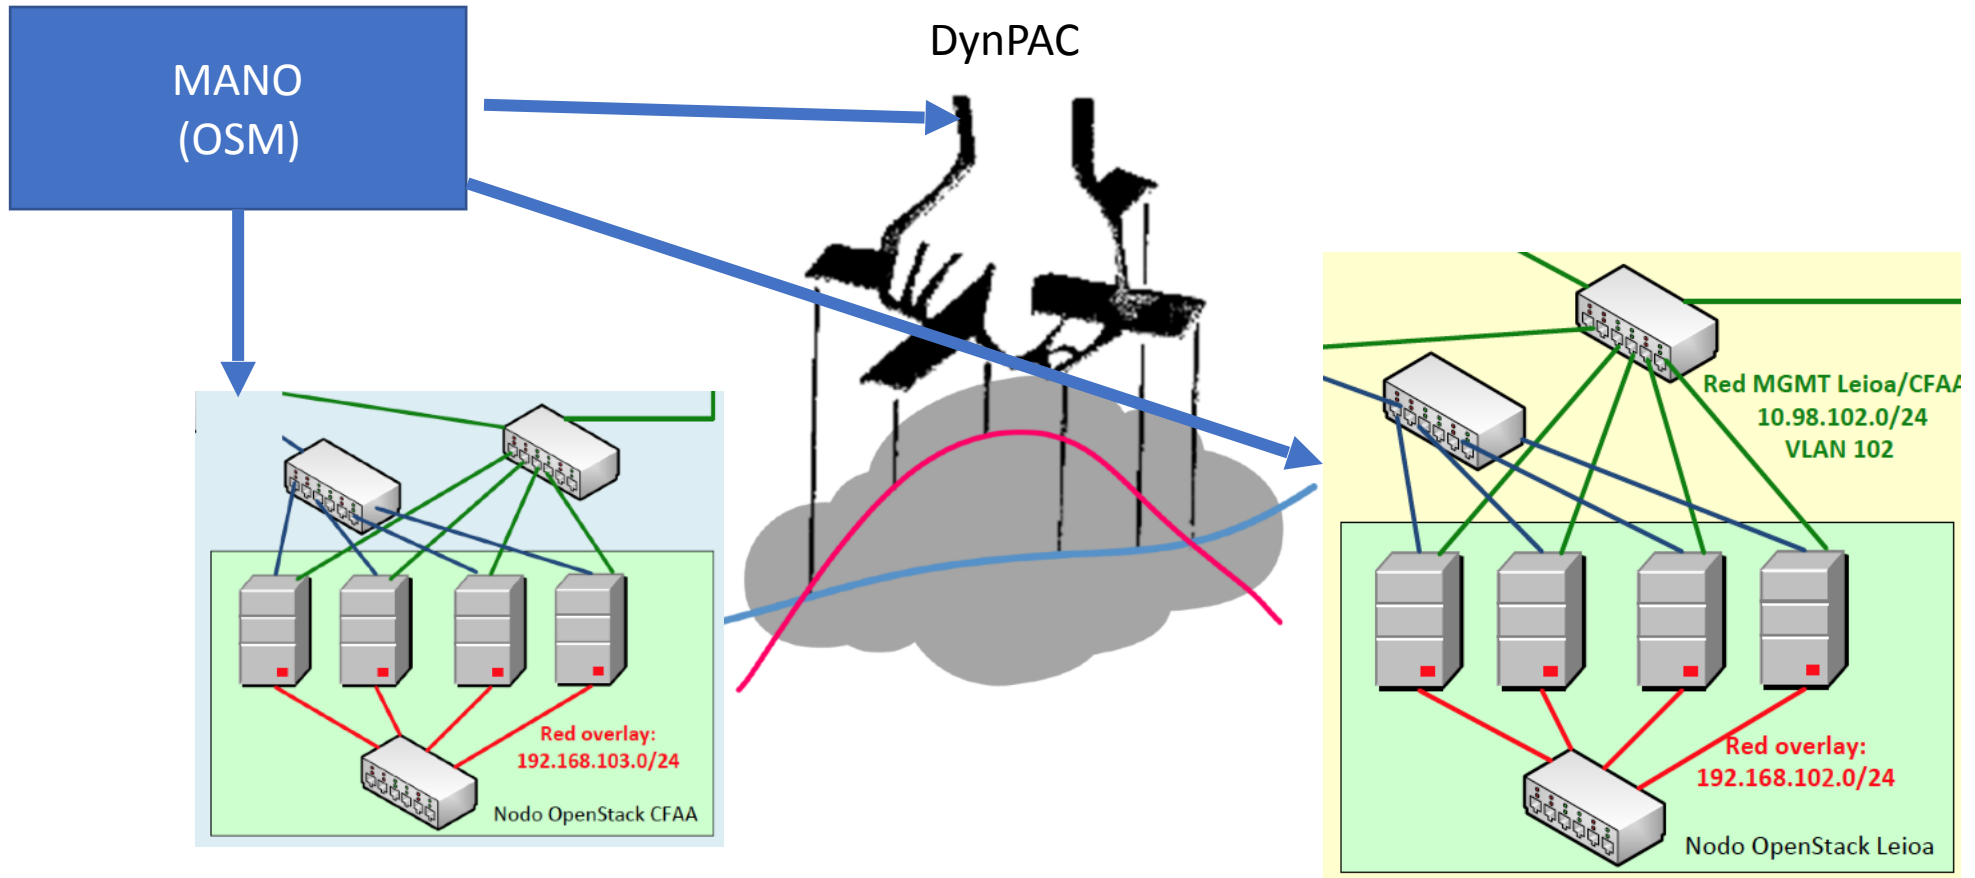 MANO
(OSM)
DynPAC
Red MGMT Leioa/CFAA
10.98.102.0/24
VLAN 102
Red overlay:
192.168.103.0/24
Nodo OpenStack CFAA
Red overlay:
192.168.102.0/24
Nodo OpenStack Leioa